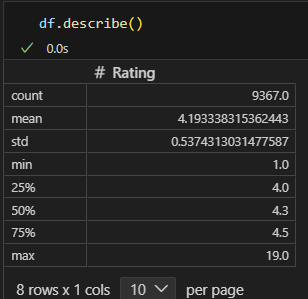 df.describe()
0.0s
# Rating
count 9367.0
mean 4.193338315362443
std 0.5374313031477587
min 1.0
25% 4.0
50% 4.3
75% 4.5
max 19.0
8 rows x 1 cols 10 per page